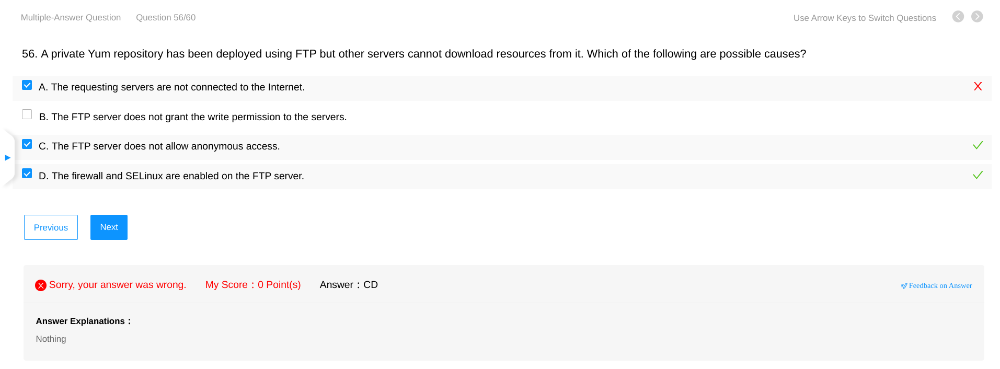 Multiple-Answer Question Question 56/60 Use Arrow Keys to Switch Questions
56. A private Yum repository has been deployed using FTP but other servers cannot download resources from it. Which of the following are possible causes?
A. The requesting servers are not connected to the Internet.
B. The FTP server does not grant the write permission to the servers.
C. The FTP server does not allow anonymous access.
D. The firewall and SELinux are enabled on the FTP server.
Previous Next
Sorry, your answer was wrong. My Score：0 Point(s) Answer：CD Feedback on Answer
Answer Explanations：
Nothing